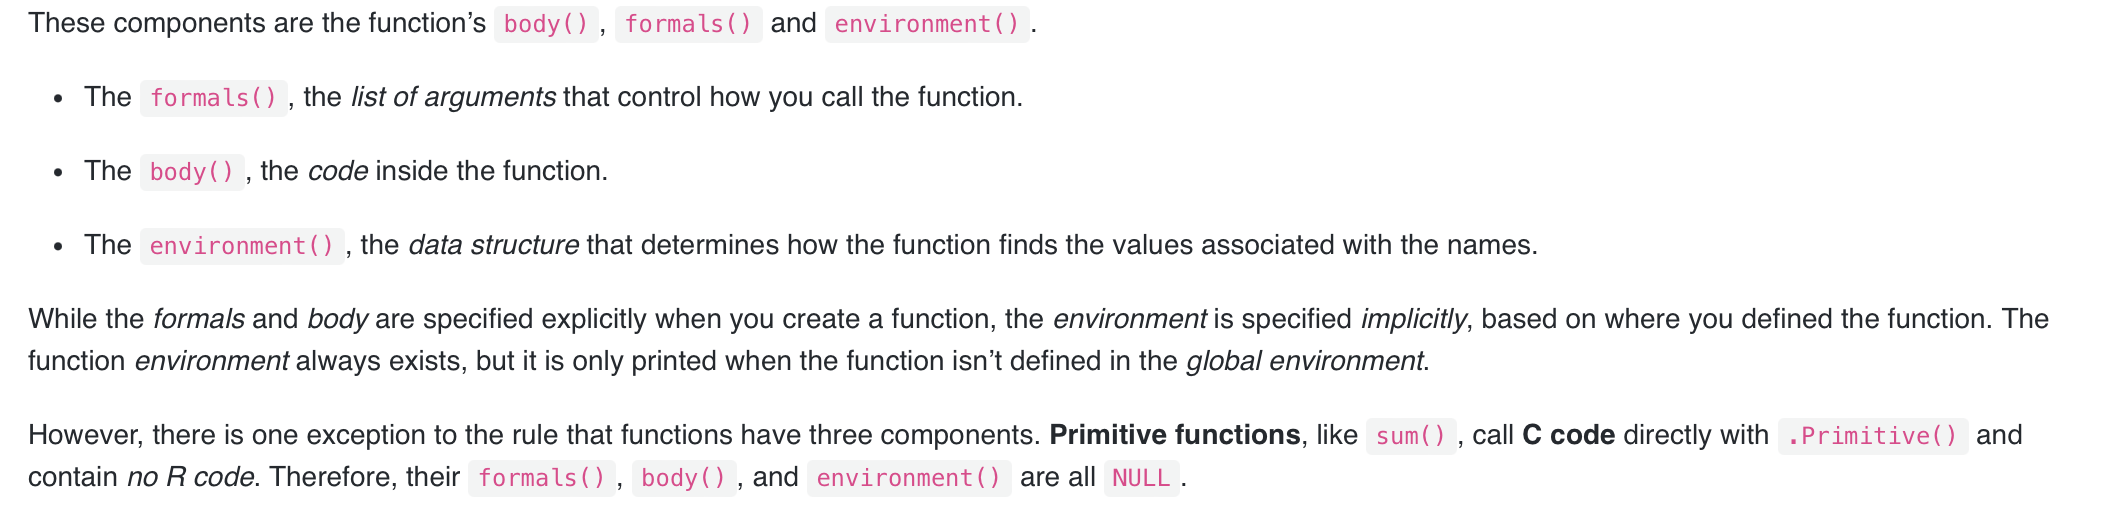 These components are the function’s body(), formals() and environment().
• The formals(), the list of arguments that control how you call the function.
• The body(), the code inside the function.
• The environment(), the data structure that determines how the function finds the values associated with the names.
While the formals and body are specified explicitly when you create a function, the environment is specified implicitly, based on where you defined the function. The
function environment always exists, but it is only printed when the function isn’t defined in the global environment.
However, there is one exception to the rule that functions have three components. Primitive functions, like sum(), call C code directly with .Primitive() and
contain no R code. Therefore, their formals(), body(), and environment() are all NULL.